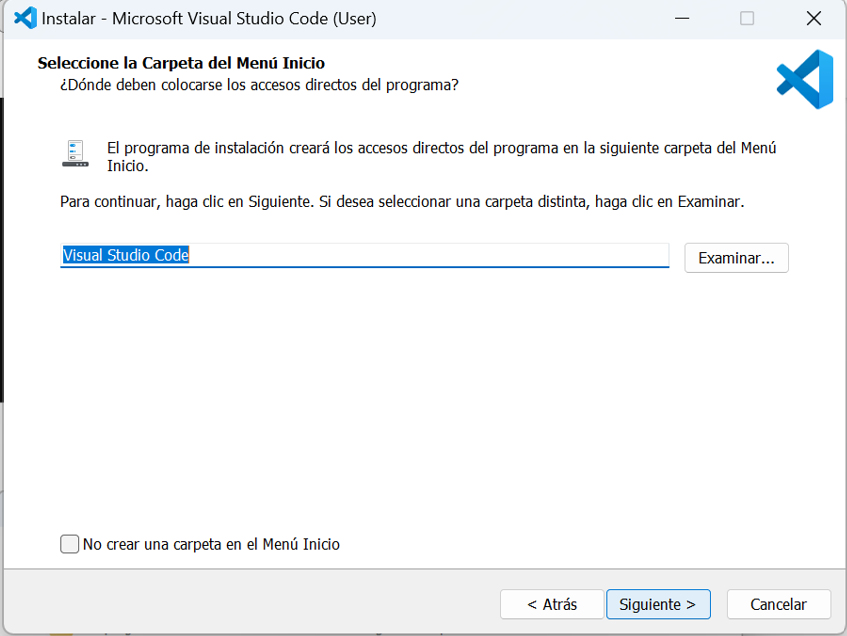 Instalar - Microsoft Visual Studio Code (User)
Seleccione la Carpeta del Menú Inicio
¿Dónde deben colocarse los accesos directos del programa?
El programa de instalación creará los accesos directos del programa en la siguiente carpeta del Menú
Inicio.
Para continuar, haga clic en Siguiente. Si desea seleccionar una carpeta distinta, haga clic en Examinar.
Visual Studio Code
Examinar...
No crear una carpeta en el Menú Inicio
< Atrás
Siguiente >
Cancelar